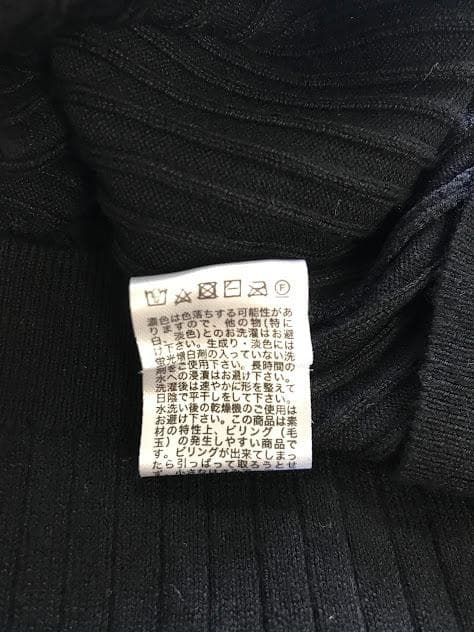 F
濃色は色落ちする可能性があ
りますので、他の物(特に
白、淡色)とのお洗濯はお避
け下さい。生成り・淡色には
蛍光増白剤の入っていない洗
剤をご使用下さい。長時間の
水への浸漬はお避け下さい。
洗濯後は速やかに形を整えて
日陰で平干しをして下さい。
水洗い後の乾燥機のご使用は
お避け下さい。この商品は素
材の特性上、ピリング(毛
玉)の発生しやすい商品で
す。ピリングが出来てしまっ
たら引っぱって取ろうとせ